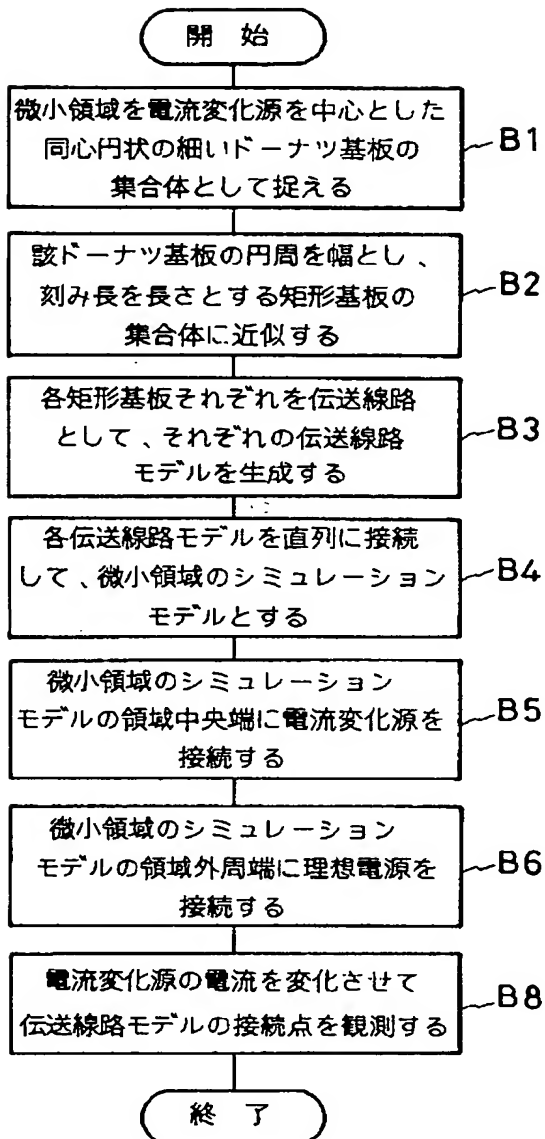 開始
微小領域を電流変化源を中心とした
同心円状の細いドーナツ基板の
集合体として捉える
B1
該ドーナツ基板の円周を幅とし、
刻み長を長さとする矩形基板の
集合体に近似する
B2
各矩形基板それぞれを伝送線路
として、それぞれの伝送線路
モデルを生成する
B3
各伝送線路モデルを直列に接続
して、微小領域のシミュレーション
モデルとする
B4
微小領域のシミュレーション
モデルの領域中央端に電流変化源を
接続する
B5
微小領域のシミュレーション
モデルの領域外周端に理想電源を
接続する
B6
電流変化源の電流を変化させて
伝送線路モデルの接続点を観測する
B8
終了